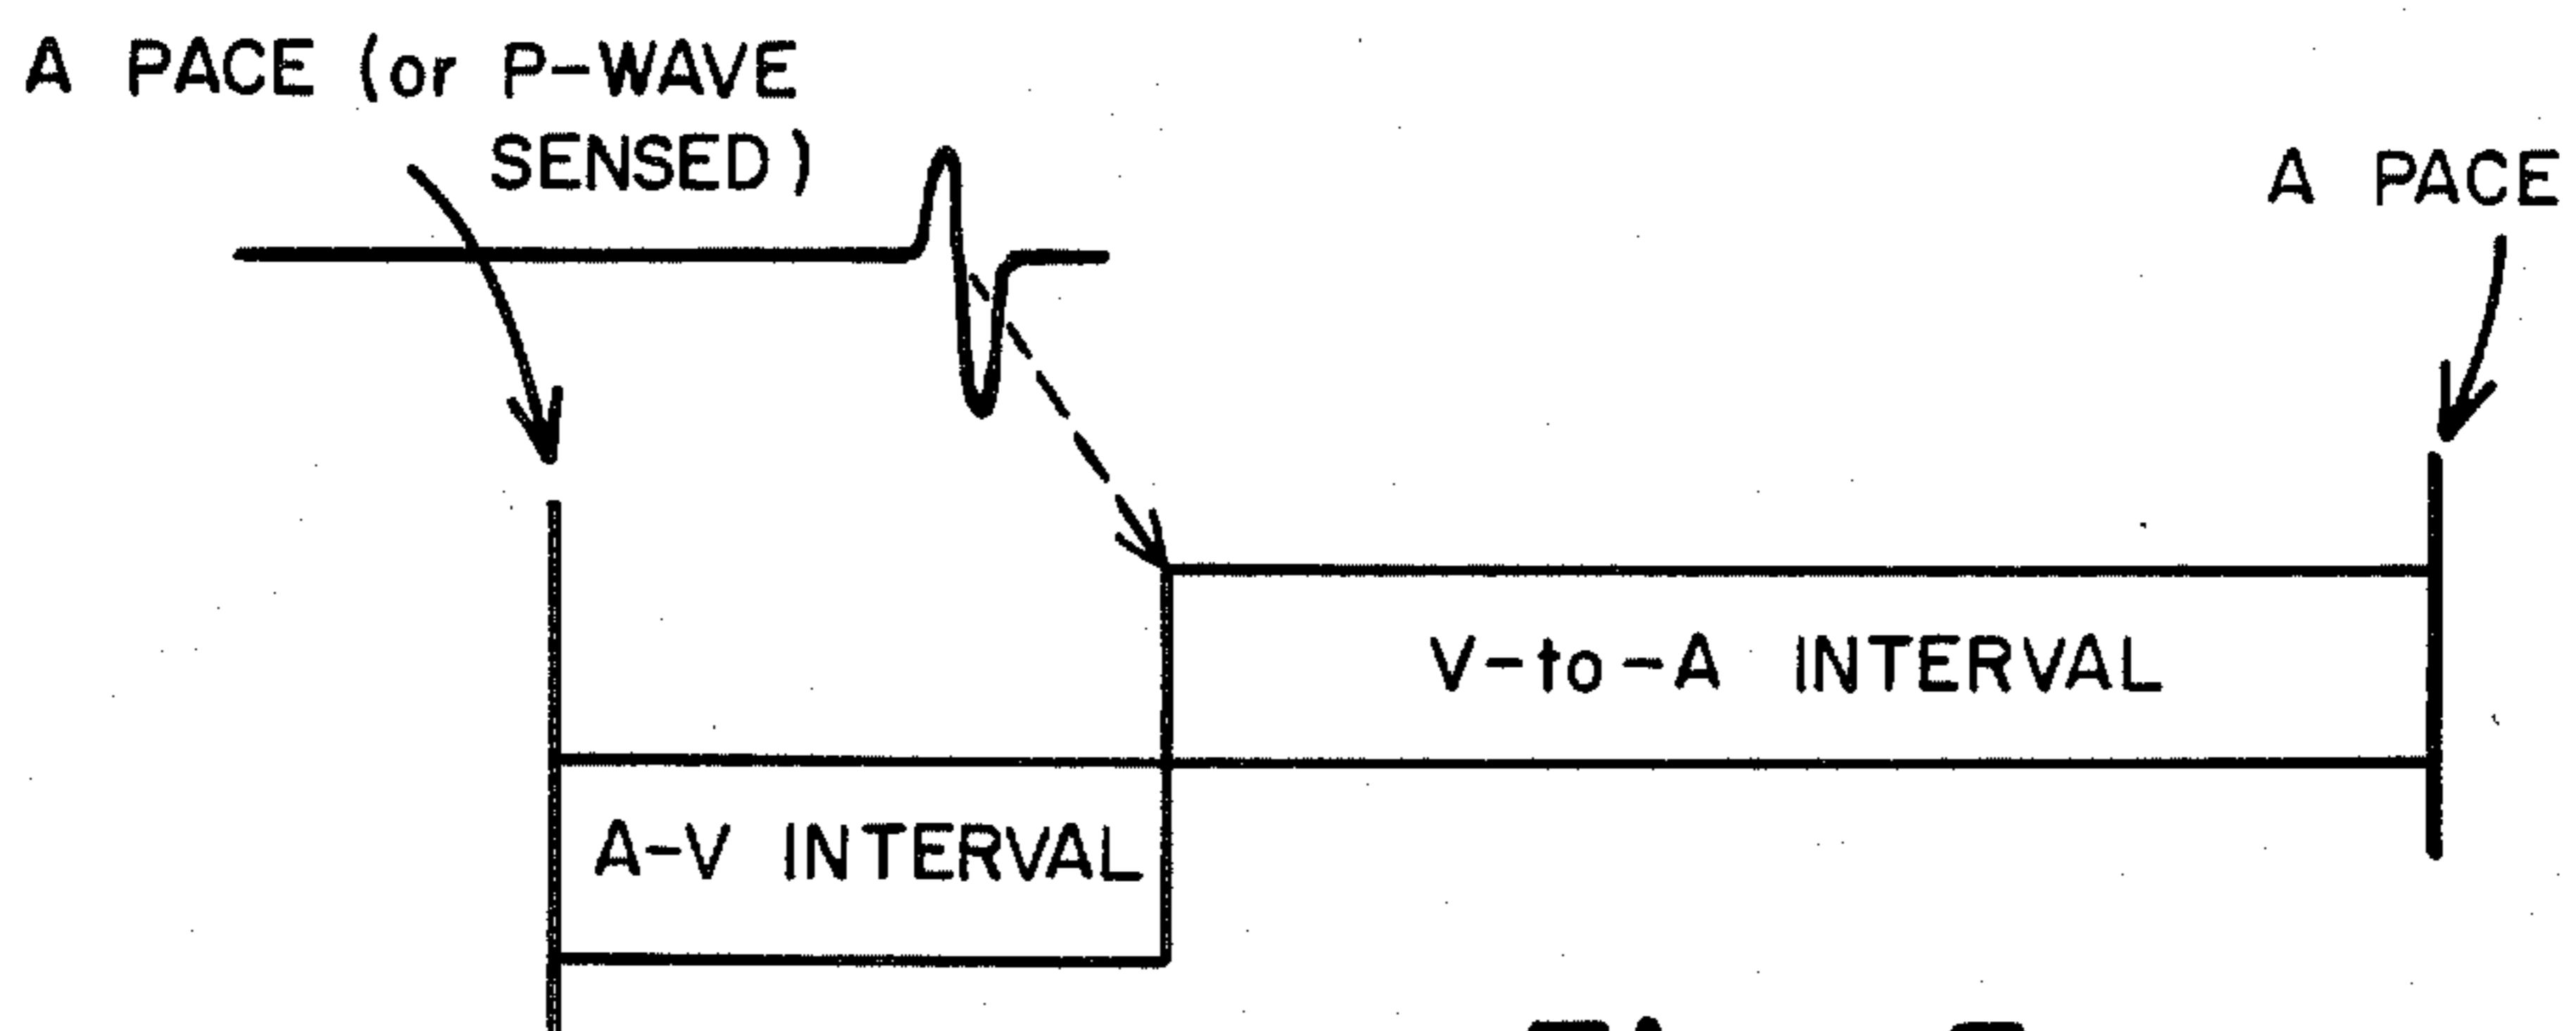 A PACE (or P-WAVE
SENSED)
A PACE
V-to-A INTERVAL
A-V INTERVAL